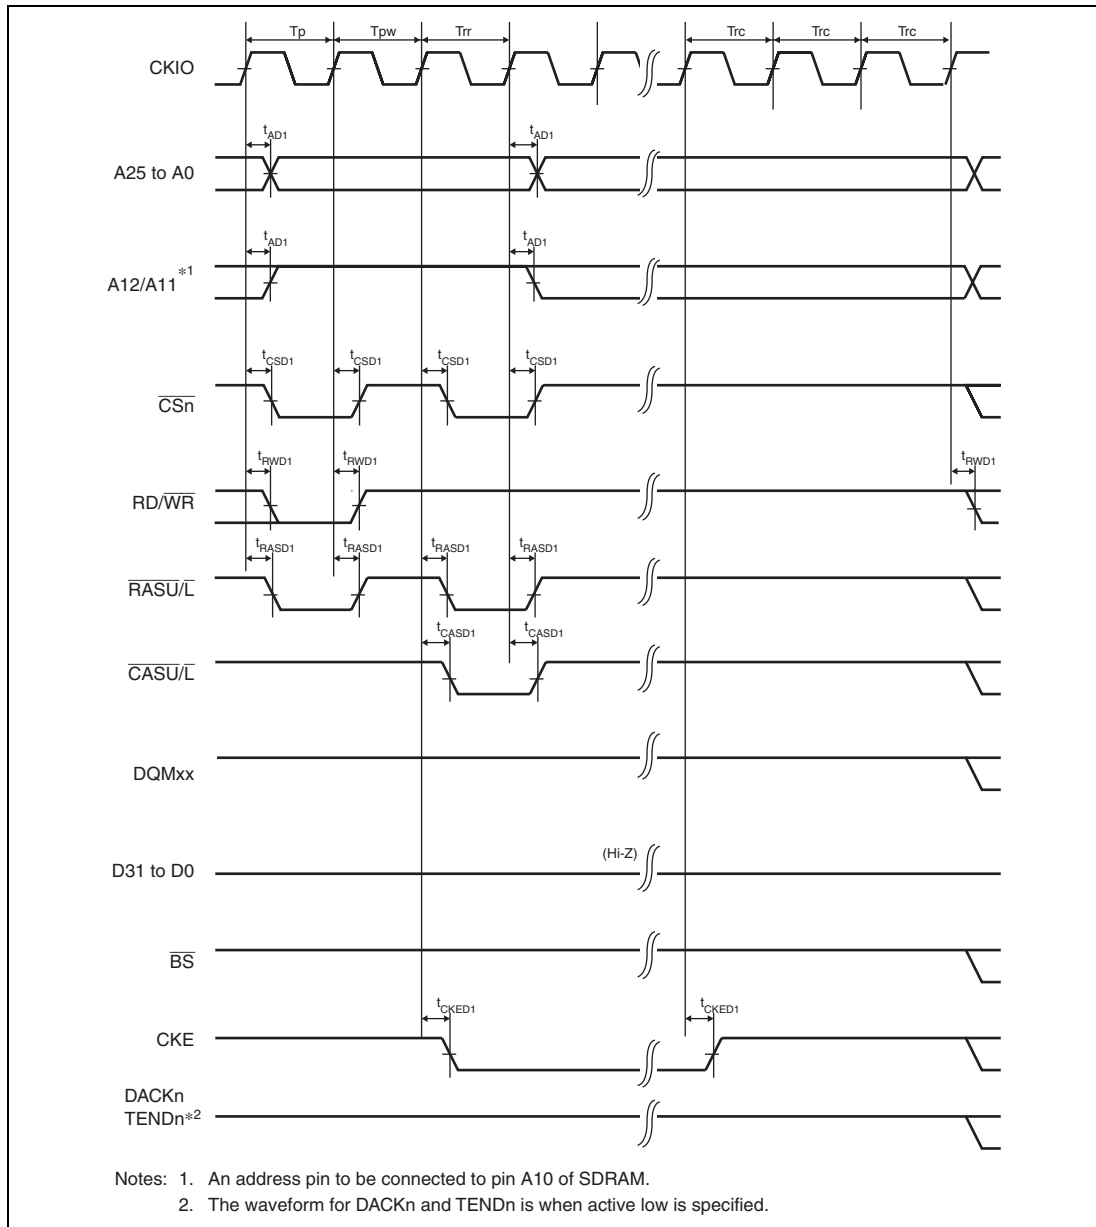 Tp Tpw Trr Trc Trc Trc
CKIO
tAD1 tAD1
A25 to A0
tAD1 tAD1
A12/A11*1
tCSD1 tCSD1 tCSD1 tCSD1
CSn
tRWD1 tRWD1 tRWD1
RD/WR
tRASD1 tRASD1 tRASD1 tRASD1
RASU/L
tCASD1 tCASD1
CASU/L
DQMxx
(Hi-Z)
D31 to D0
BS
tCKED1 tCKED1
CKE
DACKn
TENDn*2
Notes: 1. An address pin to be connected to pin A10 of SDRAM.
2. The waveform for DACKn and TENDn is when active low is specified.